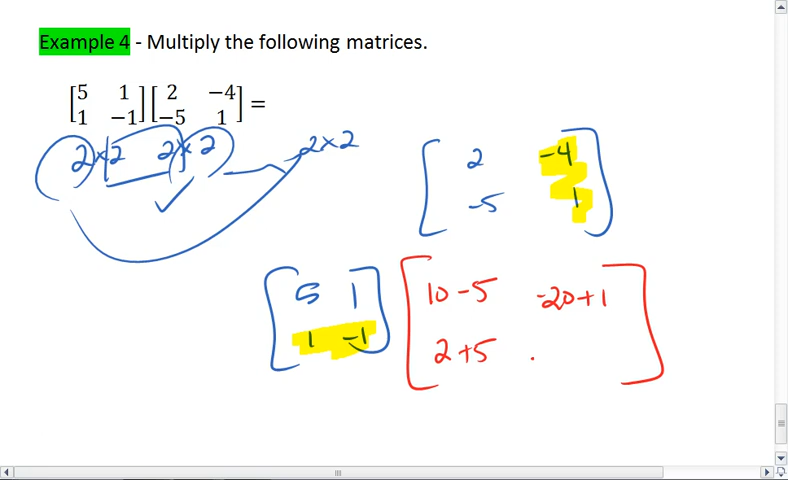 Example 4 - Multiply the following matrices.
[5 1] [2 −4] =
[1 −1] [−5 1]
2×2 2×2 2×2
[2 -4]
[-5 1]
[5 1] [10-5 -20+1]
[1 -1] [2+5 .]